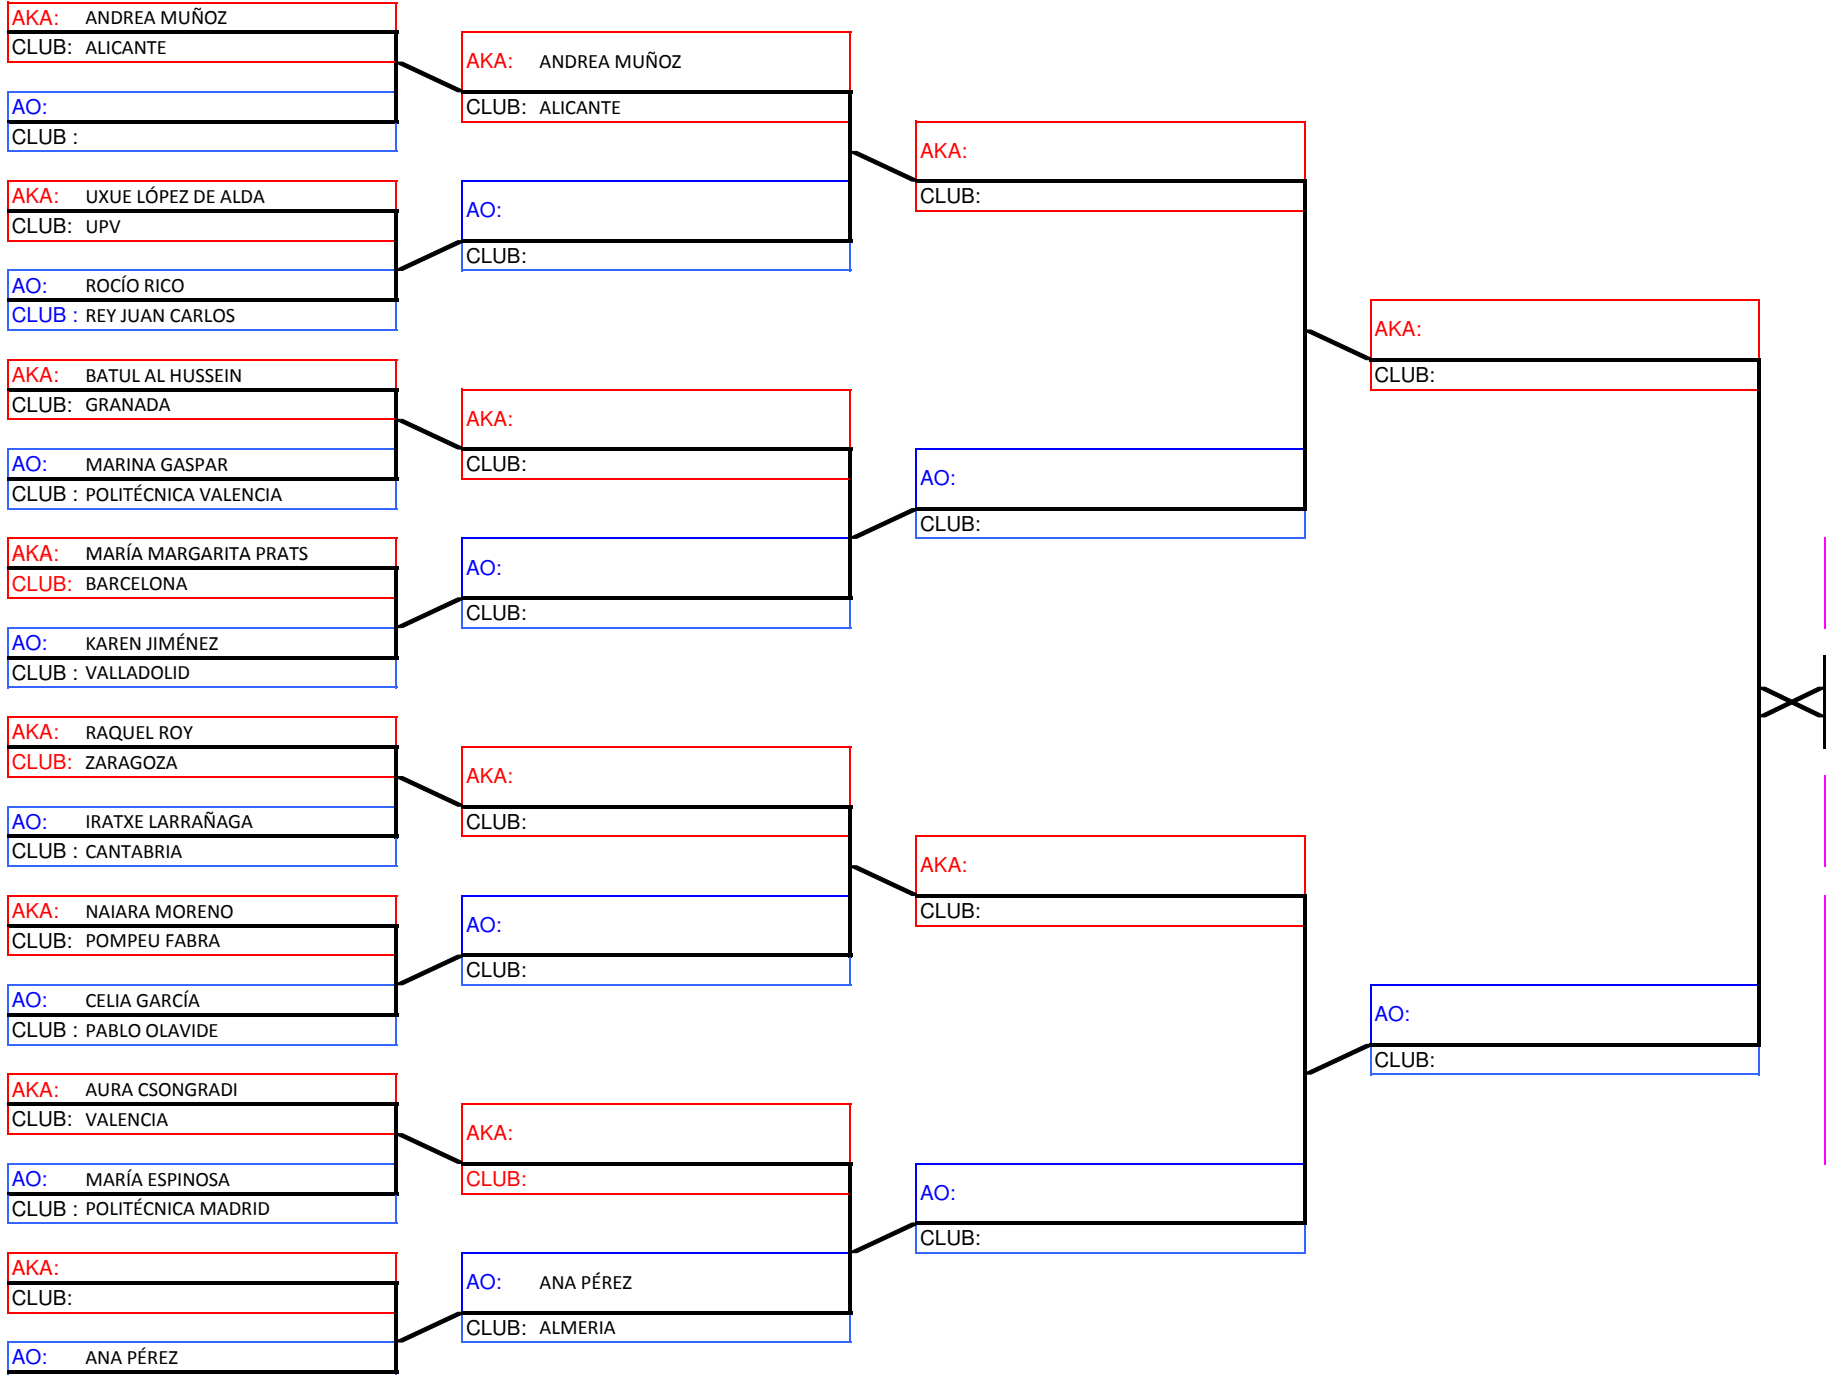 AKA: ANDREA MUÑOZ
CLUB: ALICANTE
AO:
CLUB :
AKA: UXUE LÓPEZ DE ALDA
CLUB: UPV
AO: ROCÍO RICO
CLUB : REY JUAN CARLOS
AKA: BATUL AL HUSSEIN
CLUB: GRANADA
AO: MARINA GASPAR
CLUB : POLITÉCNICA VALENCIA
AKA: MARÍA MARGARITA PRATS
CLUB: BARCELONA
AO: KAREN JIMÉNEZ
CLUB : VALLADOLID
AKA: RAQUEL ROY
CLUB: ZARAGOZA
AO: IRATXE LARRAÑAGA
CLUB : CANTABRIA
AKA: NAIARA MORENO
CLUB: POMPEU FABRA
AO: CELIA GARCÍA
CLUB : PABLO OLAVIDE
AKA: AURA CSONGRADI
CLUB: VALENCIA
AO: MARÍA ESPINOSA
CLUB : POLITÉCNICA MADRID
AKA:
CLUB:
AO: ANA PÉREZ
AKA: ANDREA MUÑOZ
CLUB: ALICANTE
AO:
CLUB:
AKA:
CLUB:
AO:
CLUB:
AKA:
CLUB:
AO:
CLUB:
AKA:
CLUB:
AO: ANA PÉREZ
CLUB: ALMERIA
AKA:
CLUB:
AO:
CLUB:
AKA:
CLUB:
AO:
CLUB:
AKA:
CLUB:
AO:
CLUB: